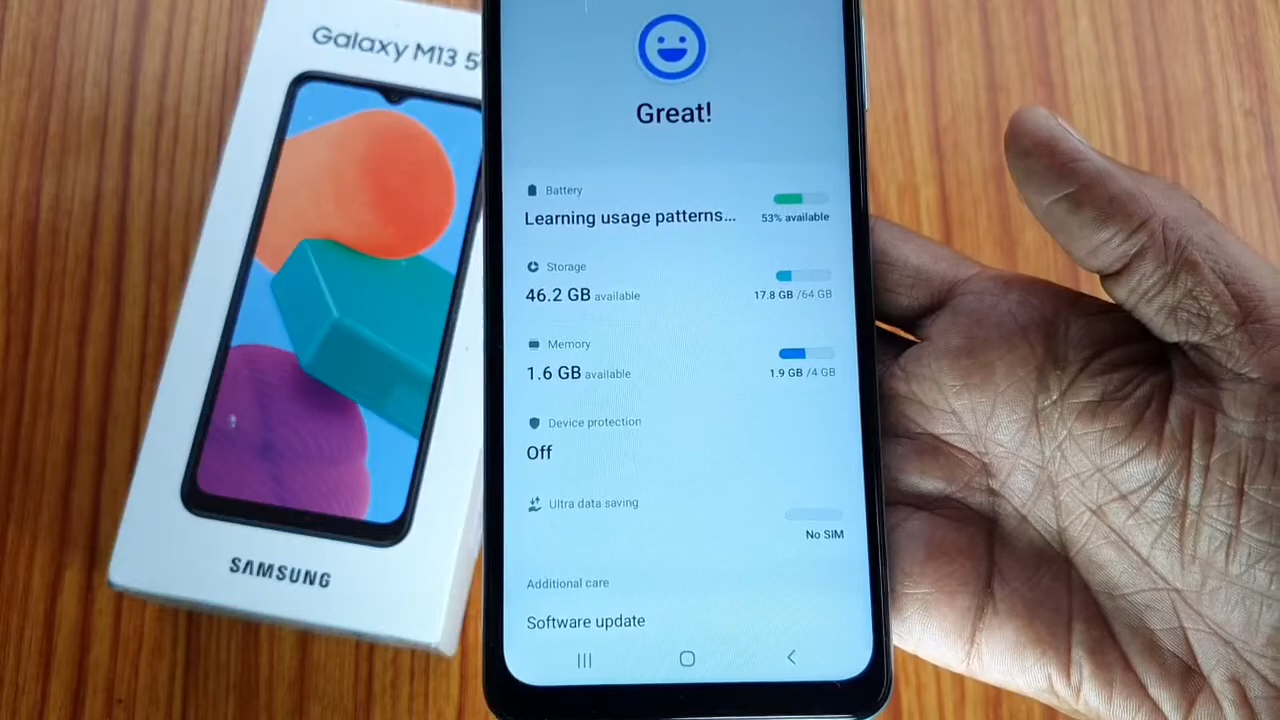 Galaxy M13 5
SAMSUNG
Great!
Battery
Learning usage patterns...
53% available
Storage
46.2 GB available
17.8 GB /64 GB
Memory
1.6 GB available
1.9 GB /4 GB
Device protection
Off
Ultra data saving
No SIM
Additional care
Software update